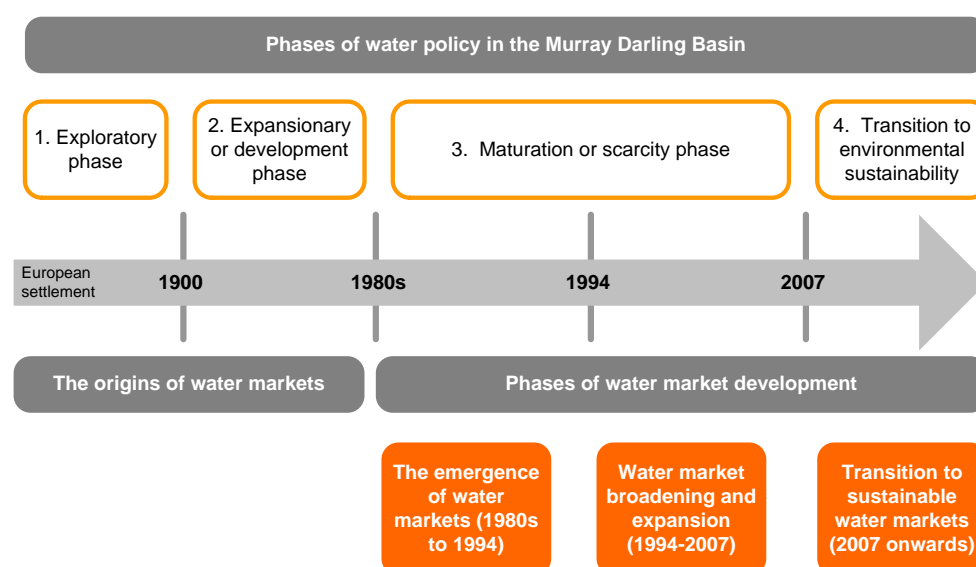 Phases of water policy in the Murray Darling Basin
1. Exploratory
phase
2. Expansionary
or development
phase
3. Maturation or scarcity phase
4. Transition to
environmental
sustainability
European
settlement
1900
1980s
1994
2007
The origins of water markets
Phases of water market development
The emergence
of water
markets (1980s
to 1994)
Water market
broadening and
expansion
(1994-2007)
Transition to
sustainable
water markets
(2007 onwards)